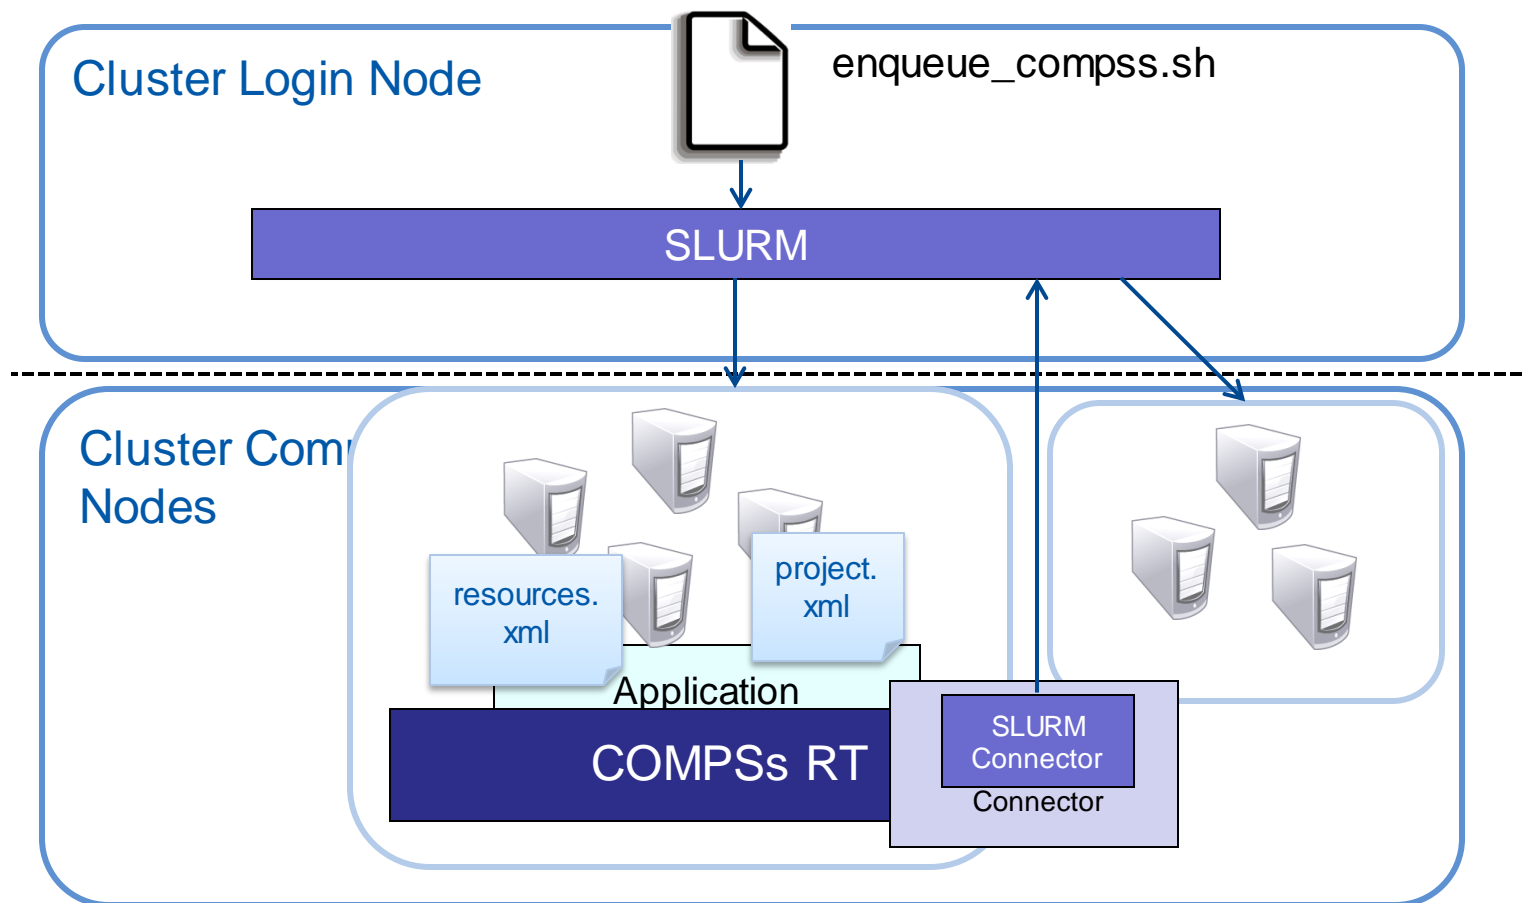 Cluster Login Node
enqueue_compss.sh
SLURM
Cluster Com
Nodes
resources.
xml
project.
xml
Application
COMPSs RT
SLURM
Connector
Connector